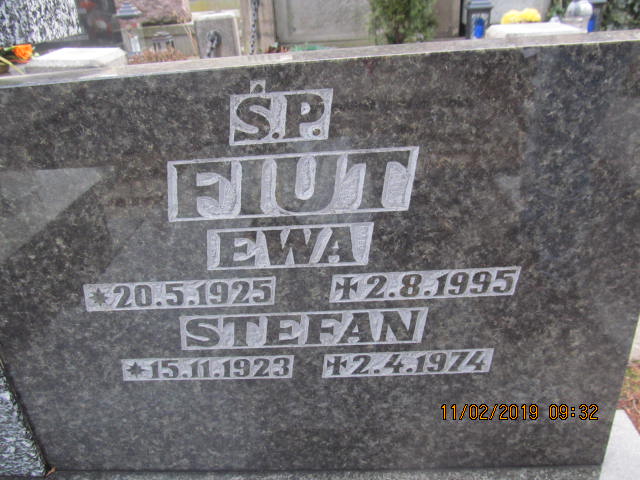 Ś.P.
FIUT
EWA
*20.5.1925 ✝2.8.1995
STEFAN
*15.11.1923 ✝2.4.1974
11/02/2019 09:32